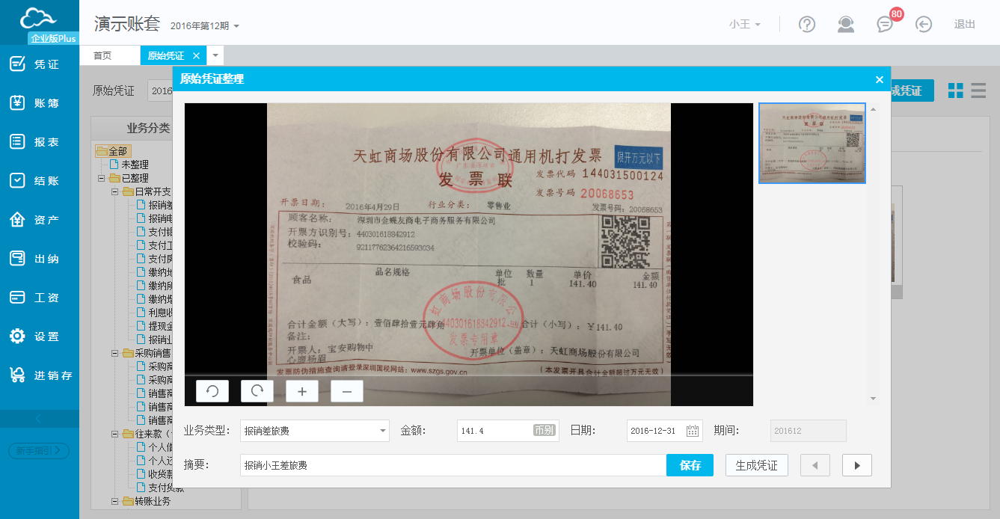 演示账套 2016年第12期
小王
80
退出
企业版Plus
首页
原始凭证
凭证
账簿
报表
结账
资产
出纳
工资
设置
进销存
新手指引
原始凭证 2016
成凭证
业务分类
全部
未整理
已整理
日常开支
报销差
报销电
支付银
支付工
支付房
缴纳地
缴纳所
缴纳增
利息收
提现金
报销业
采购销售
采购商
采购商
销售商
销售商
销售商
往来款（
个人借
个人还
收货款
支付货款
转账业务
原始凭证整理
天虹商场股份有限公司通用机打发票
限开万元以下
发票联
发票代码 144031500124
发票号码 20068653
开票日期： 2016年4月29日 行业分类： 零售业 发票号码：20068653
顾客名称： 深圳市金蝶友商电子商务服务有限公司
开票方识别号：440301618842912
校验码： 92117762364216593034
品名规格 单位 数量 单价 金额
食品 批 1 141.40 141.40
虹商场股份有限公司
440301618842912
发票专用章
合计金额（大写）：壹佰肆拾壹元肆角 合计（小写）：￥141.40
备注：
开票人：宝安购物中心腹杨眉
开票单位（盖章）：天虹商场股份有限公司
发票防伪措施查询请登录深圳国税网站：www.szgs.gov.cn （本发票开具合计金额超过万元无效）
业务类型： 报销差旅费 金额： 141.4 币别 日期： 2016-12-31 期间： 201612
摘要： 报销小王差旅费 保存 生成凭证